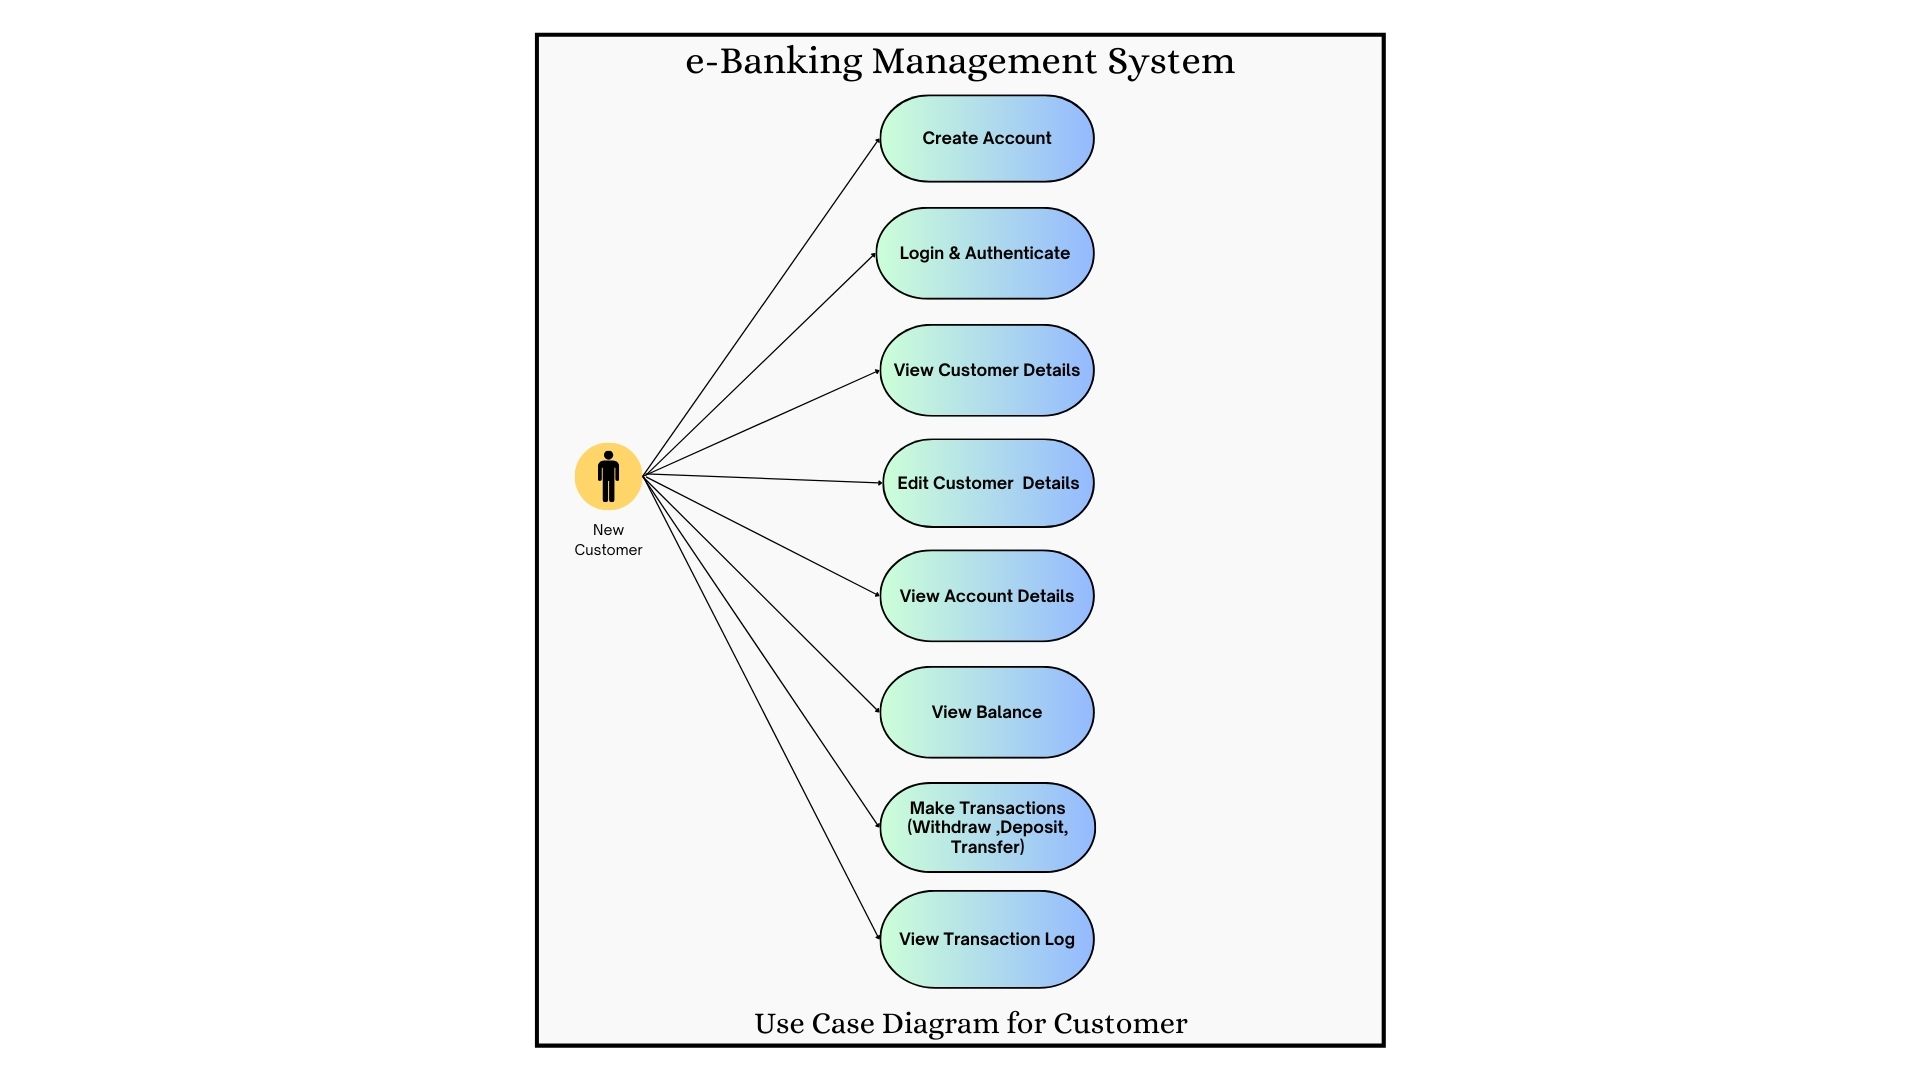 e-Banking Management System
Create Account
Login & Authenticate
View Customer Details
Edit Customer  Details
New
Customer
View Account Details
View Balance
Make Transactions
(Withdraw ,Deposit,
Transfer)
View Transaction Log
Use Case Diagram for Customer